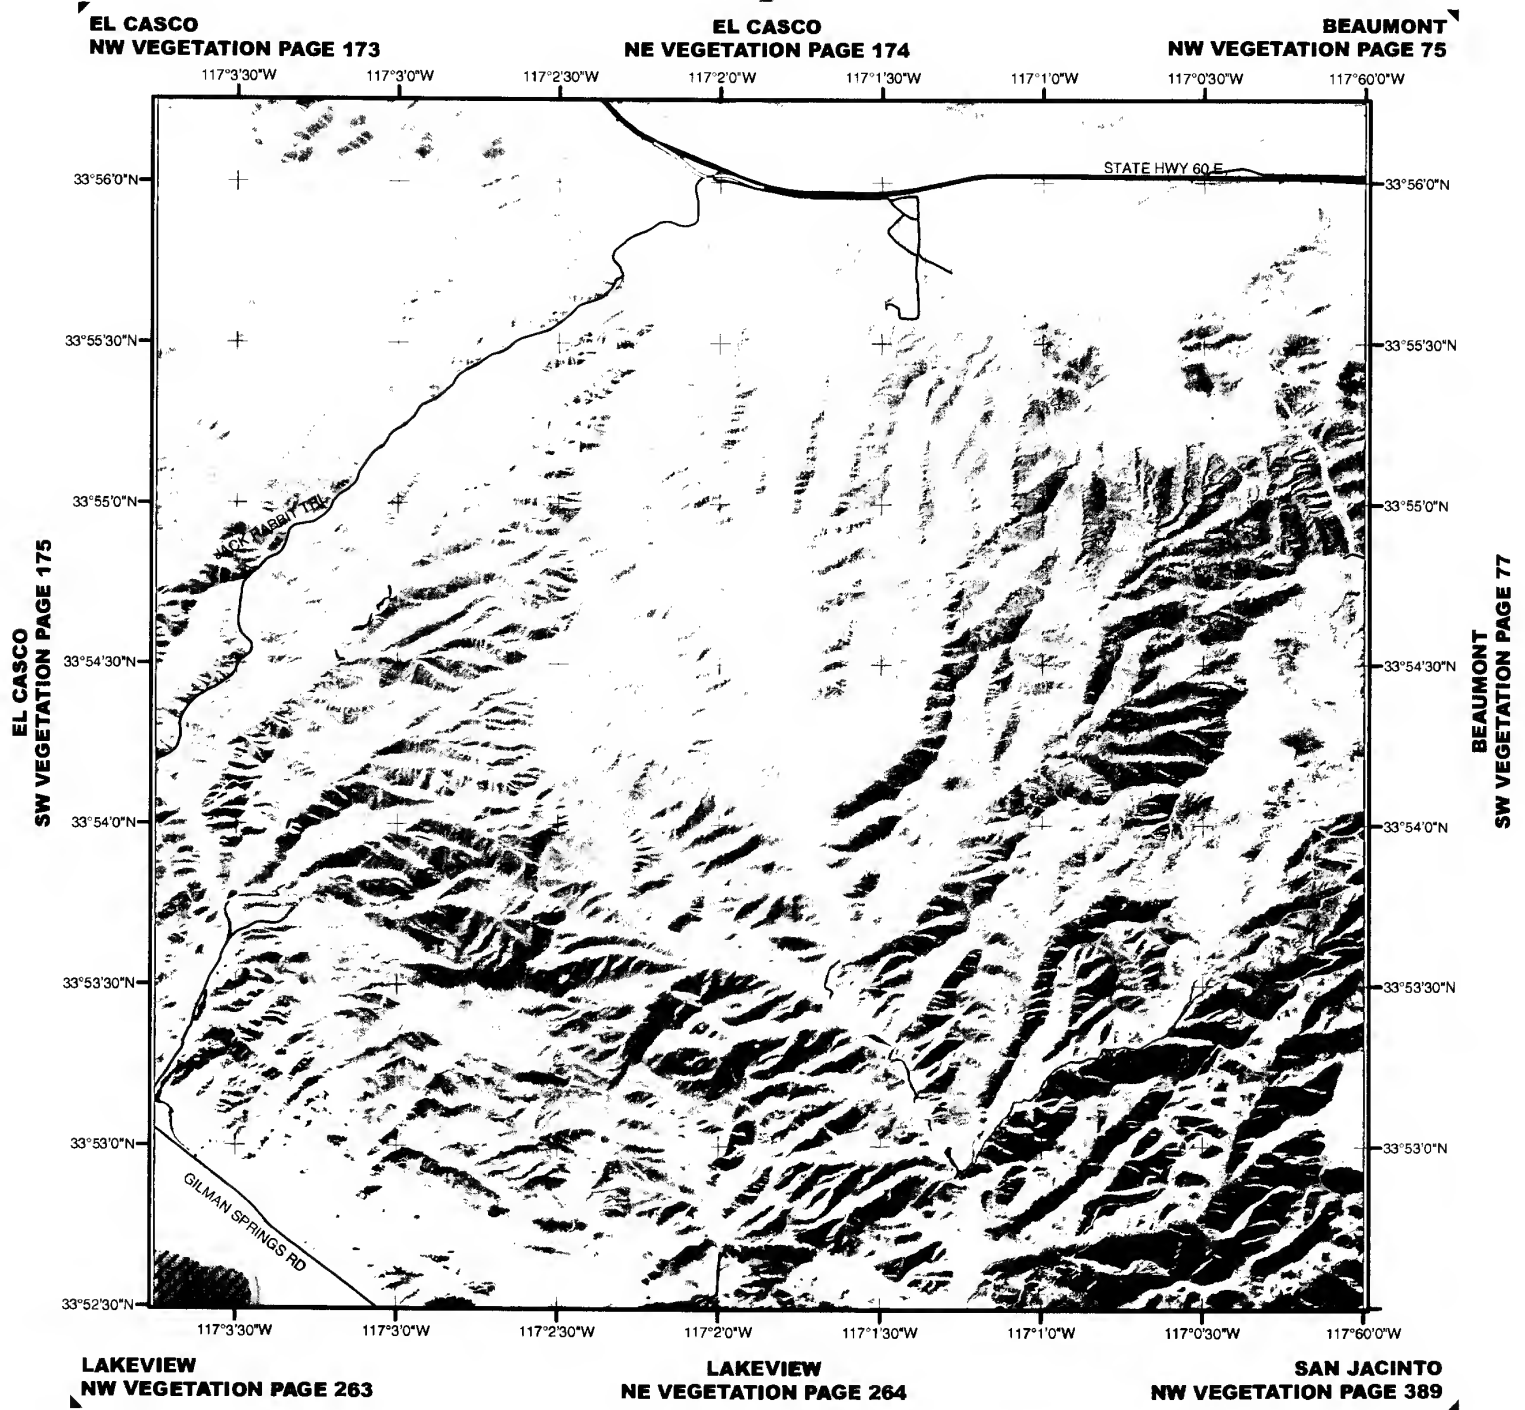 EL CASCO
NW VEGETATION PAGE 173
EL CASCO
NE VEGETATION PAGE 174
BEAUMONT
NW VEGETATION PAGE 75
117°3'30"W
117°3'0"W
117°2'30"W
117°2'0"W
117°1'30"W
117°1'0"W
117°0'30"W
117°60'0"W
STATE HWY 60 E
33°56'0"N
33°56'0"N
33°55'30"N
33°55'30"N
33°55'0"N
33°55'0"N
JACK RABBIT TRL
EL CASCO
SW VEGETATION PAGE 175
BEAUMONT
SW VEGETATION PAGE 77
33°54'30"N
33°54'30"N
33°54'0"N
33°54'0"N
33°53'30"N
33°53'30"N
33°53'0"N
33°53'0"N
GILMAN SPRINGS RD
33°52'30"N
117°3'30"W
117°3'0"W
117°2'30"W
117°2'0"W
117°1'30"W
117°1'0"W
117°0'30"W
117°60'0"W
LAKEVIEW
NW VEGETATION PAGE 263
LAKEVIEW
NE VEGETATION PAGE 264
SAN JACINTO
NW VEGETATION PAGE 389